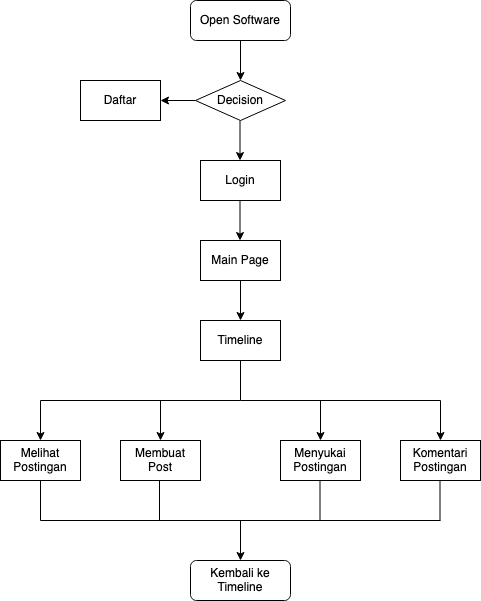 Open Software
Daftar
Decision
Login
Main Page
Timeline
Melihat
Postingan
Membuat
Post
Menyukai
Postingan
Komentari
Postingan
Kembali ke
Timeline